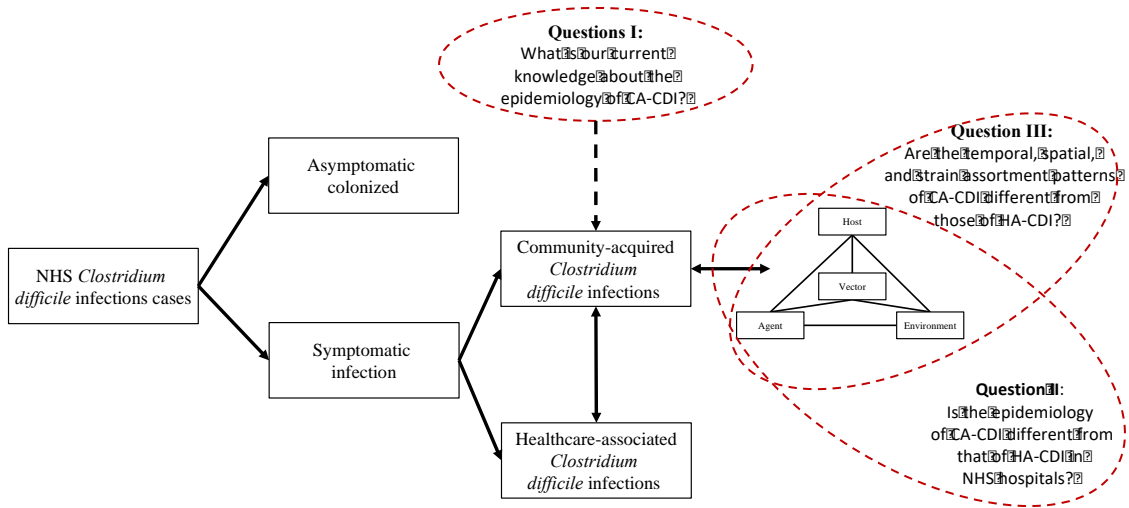 Questions I:
What is our current
knowledge about the
epidemiology of CA-CDI?
Asymptomatic
colonized
NHS Clostridium
difficile infections cases
Symptomatic
infection
Community-acquired
Clostridium
difficile infections
Healthcare-associated
Clostridium
difficile infections
Question III:
Are the temporal, spatial,
and strain assortment patterns
of CA-CDI different from
those of HA-CDI?
Host
Vector
Agent
Environment
Question II:
Is the epidemiology
of CA-CDI different from
that of HA-CDI in
NHS hospitals?